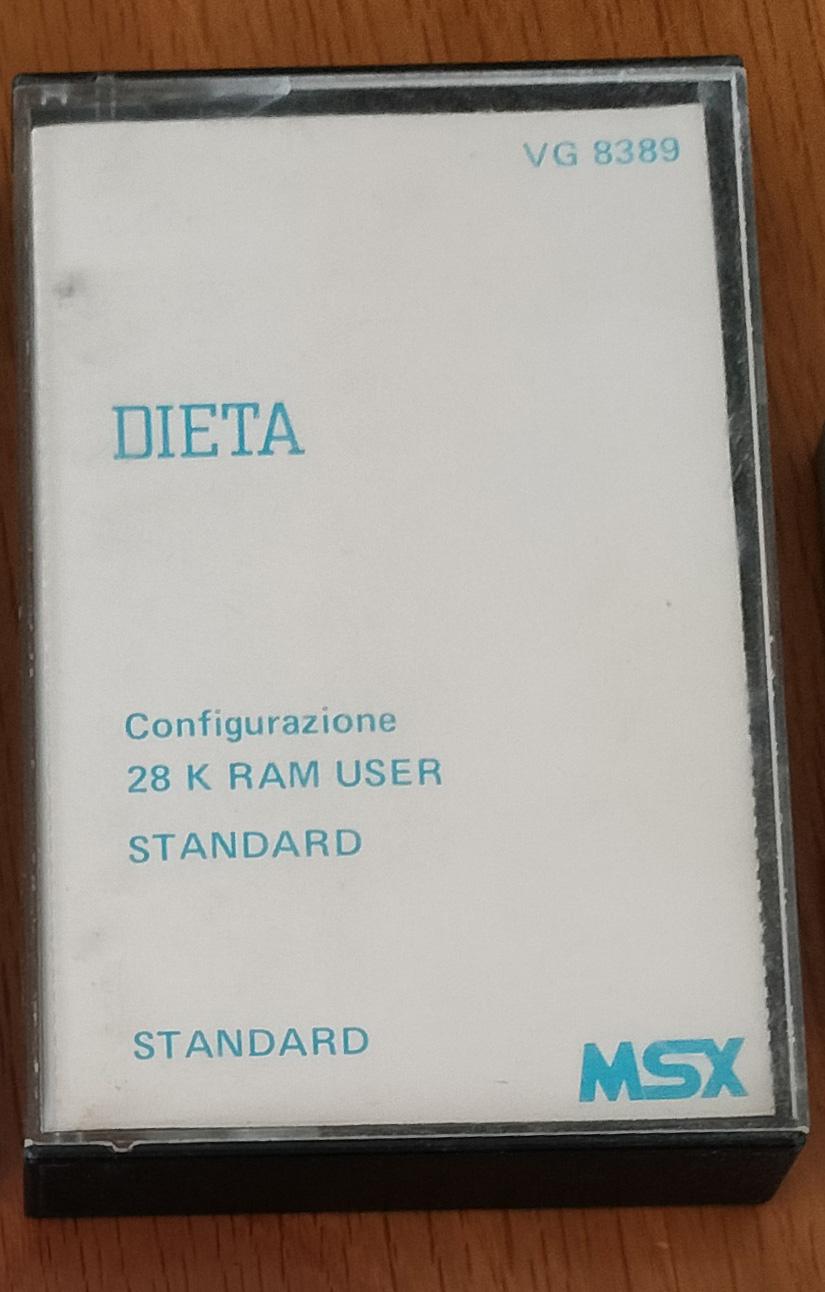 VG 8389
DIETA
Configurazione
28 K RAM USER
STANDARD
STANDARD
MSX